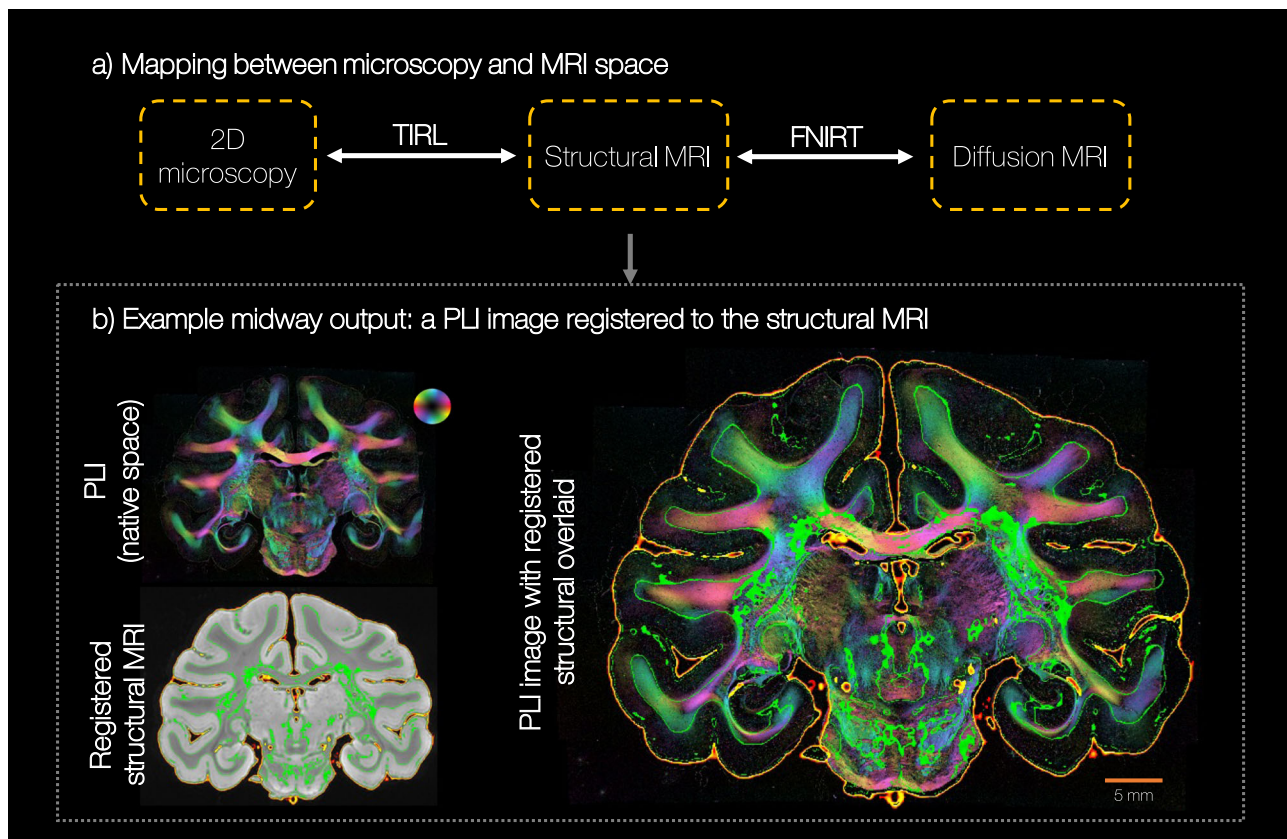 a) Mapping between microscopy and MRI space
2D
microscopy
TIRL
Structural MRI
FNIRT
Diffusion MRI
b) Example midway output: a PLI image registered to the structural MRI
PLI
(native space)
Registered
structural MRI
PLI image with registered
structural overlaid
5 mm